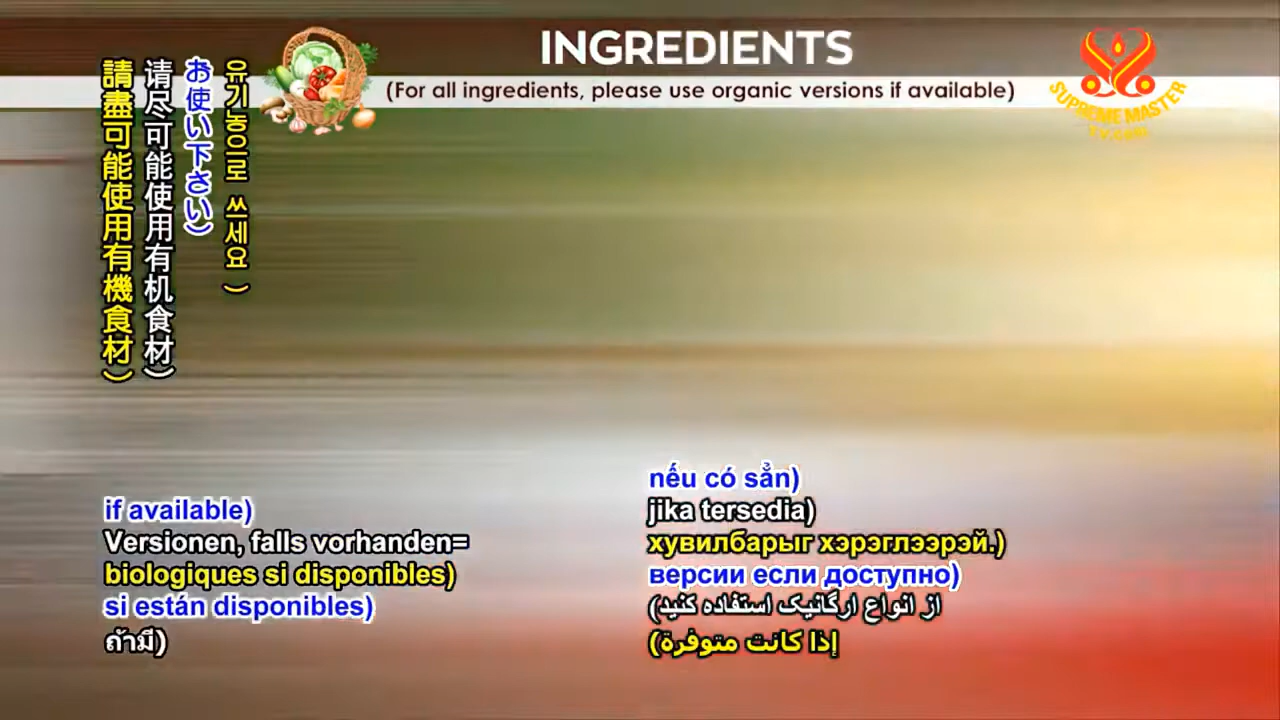 INGREDIENTS
(For all ingredients, please use organic versions if available)
SUPREME MASTER
TV.com
請盡可能使用有機食材）
请尽可能使用有机食材）
お使い下さい）
유기농으로 쓰세요 )
if available)
Versionen, falls vorhanden=
biologiques si disponibles)
si están disponibles)
ถ้ามี)
nếu có sẳn)
jika tersedia)
хувилбарыг хэрэглээрэй.)
версии если доступно)
از انواع ارگانیک استفاده کنید)
إذا كانت متوفرة)